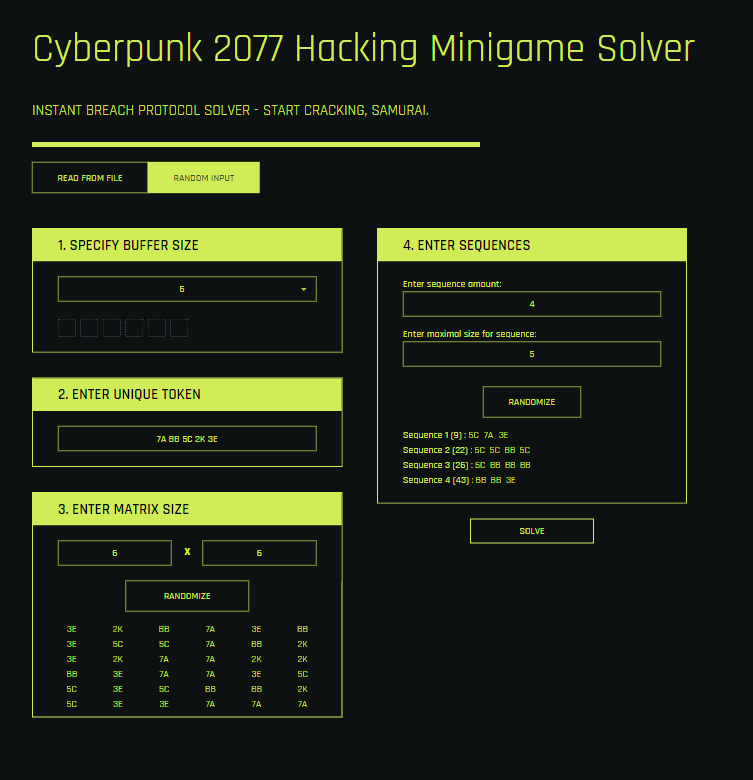 Cyberpunk 2077 Hacking Minigame Solver
INSTANT BREACH PROTOCOL SOLVER - START CRACKING, SAMURAI.
READ FROM FILE
RANDOM INPUT
1. SPECIFY BUFFER SIZE
6
2. ENTER UNIQUE TOKEN
7A BB 5C 2K 3E
3. ENTER MATRIX SIZE
6 X 6
RANDOMIZE
3E 2K BB 7A 3E BB
3E 5C 5C 7A BB 2K
3E 2K 7A 7A 2K 2K
BB 3E 7A 7A 3E 5C
5C 3E 5C BB BB 2K
5C 3E 3E 7A 7A 7A
4. ENTER SEQUENCES
Enter sequence amount:
4
Enter maximal size for sequence:
5
RANDOMIZE
Sequence 1 (9) : 5C 7A 3E
Sequence 2 (22) : 5C 5C BB 5C
Sequence 3 (26) : 5C BB BB BB
Sequence 4 (43) : BB BB 3E
SOLVE